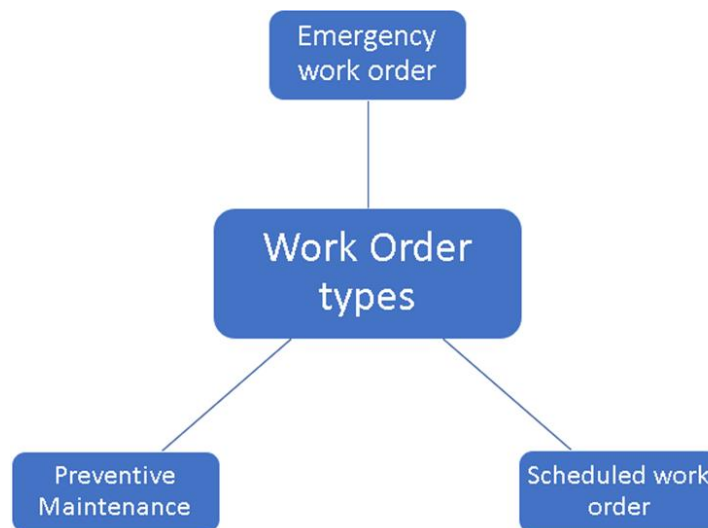 Emergency
work order
Work Order
types
Preventive
Maintenance
Scheduled work
order